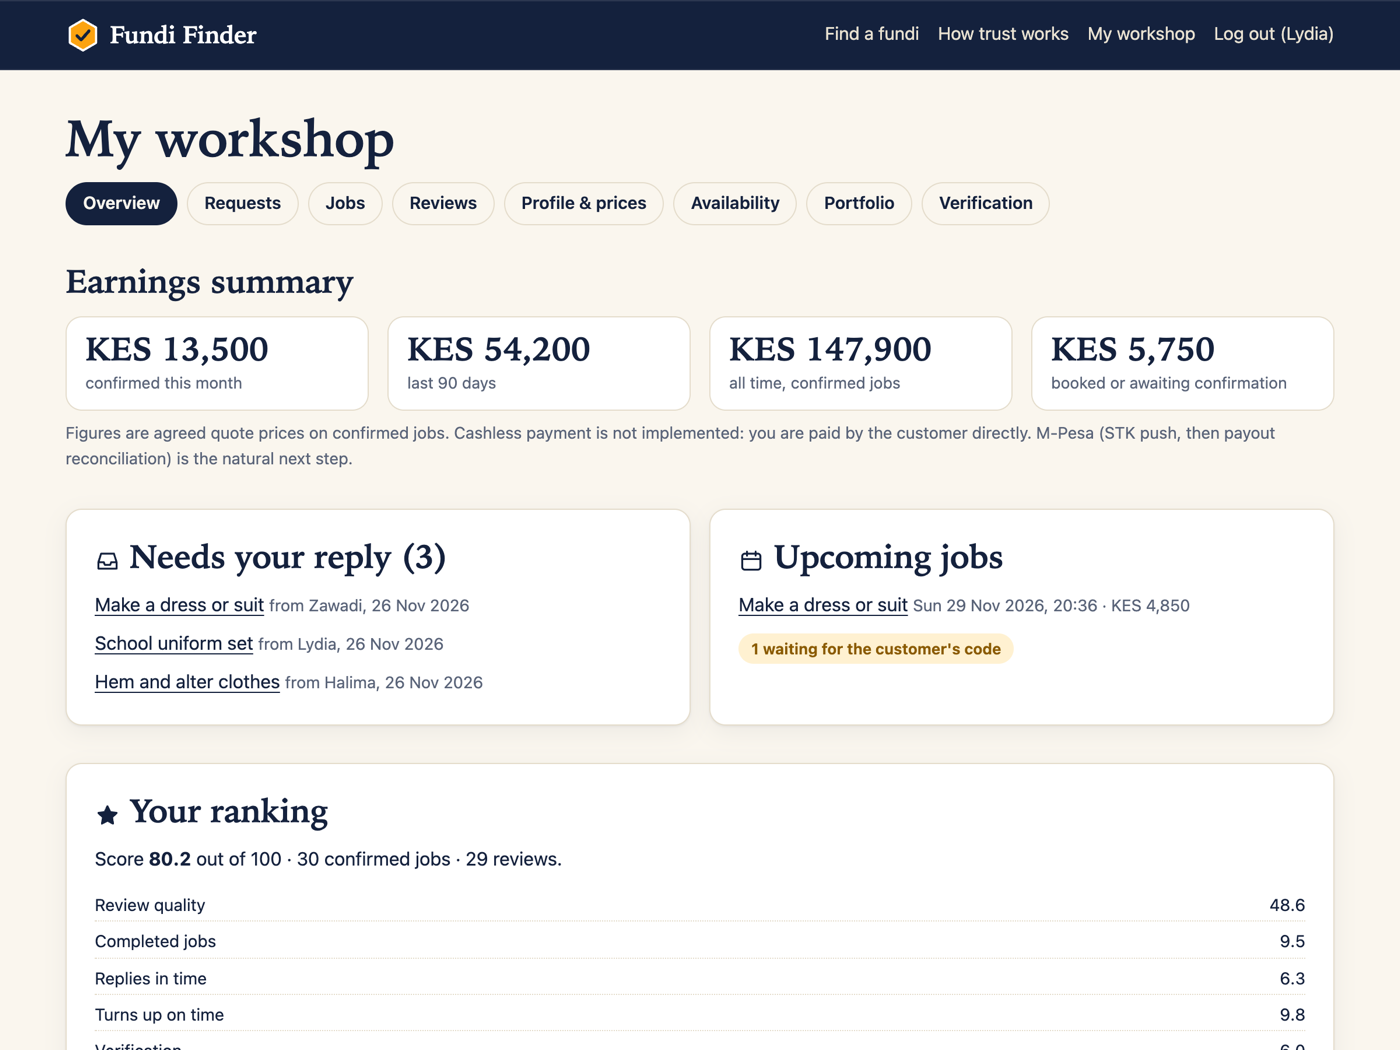 Fundi Finder
Find a fundi How trust works My workshop Log out (Lydia)
My workshop
Overview Requests Jobs Reviews Profile & prices Availability Portfolio Verification
Earnings summary
KES 13,500
confirmed this month
KES 54,200
last 90 days
KES 147,900
all time, confirmed jobs
KES 5,750
booked or awaiting confirmation
Figures are agreed quote prices on confirmed jobs. Cashless payment is not implemented: you are paid by the customer directly. M-Pesa (STK push, then payout
reconciliation) is the natural next step.
Needs your reply (3)
Make a dress or suit from Zawadi, 26 Nov 2026
School uniform set from Lydia, 26 Nov 2026
Hem and alter clothes from Halima, 26 Nov 2026
Upcoming jobs
Make a dress or suit Sun 29 Nov 2026, 20:36 · KES 4,850
1 waiting for the customer's code
Your ranking
Score 80.2 out of 100 · 30 confirmed jobs · 29 reviews.
Review quality 48.6
Completed jobs 9.5
Replies in time 6.3
Turns up on time 9.8
Verification